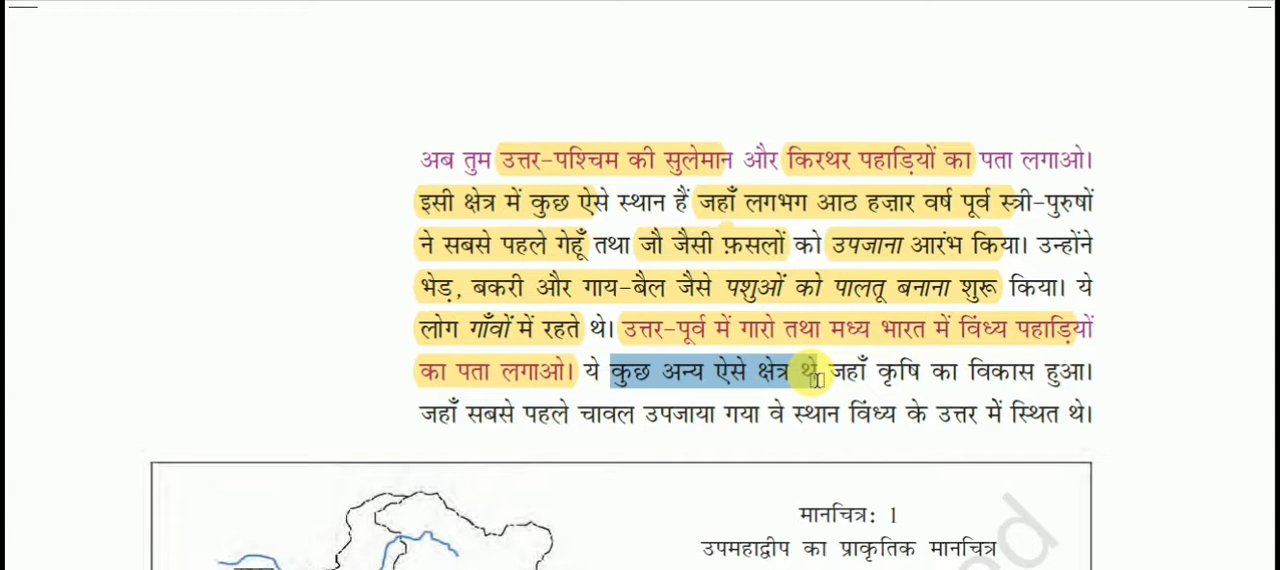 अब तुम उत्तर-पश्चिम की सुलेमान और किरथर पहाड़ियों का पता लगाओ।
इसी क्षेत्र में कुछ ऐसे स्थान हैं जहाँ लगभग आठ हज़ार वर्ष पूर्व स्त्री-पुरुषों
ने सबसे पहले गेहूँ तथा जौ जैसी फ़सलों को उपजाना आरंभ किया। उन्होंने
भेड़, बकरी और गाय-बैल जैसे पशुओं को पालतू बनाना शुरू किया। ये
लोग गाँवों में रहते थे। उत्तर-पूर्व में गारो तथा मध्य भारत में विंध्य पहाड़ियों
का पता लगाओ। ये कुछ अन्य ऐसे क्षेत्र थे जहाँ कृषि का विकास हुआ।
जहाँ सबसे पहले चावल उपजाया गया वे स्थान विंध्य के उत्तर में स्थित थे।
मानचित्र: 1
उपमहाद्वीप का प्राकृतिक मानचित्र